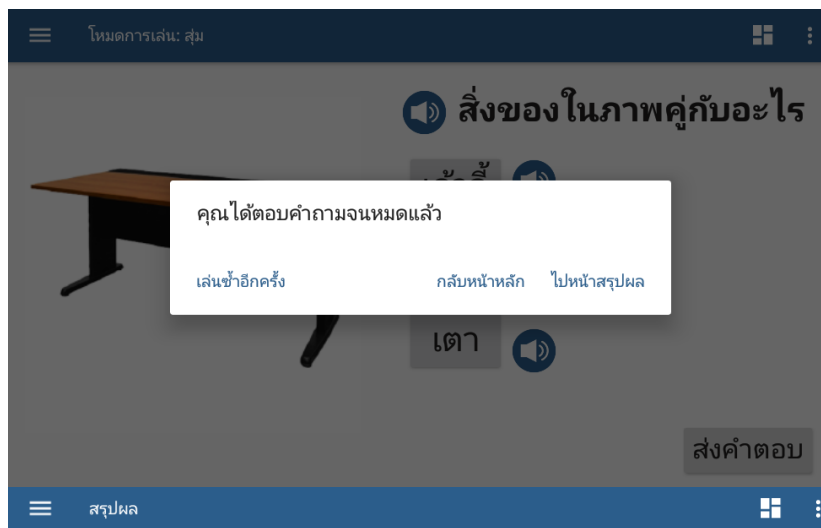 โหมดการเล่น: สุ่ม
สิ่งของในภาพคู่กับอะไร
คุณได้ตอบคำถามจนหมดแล้ว
เล่นซ้ำอีกครั้ง กลับหน้าหลัก ไปหน้าสรุปผล
เตา
ส่งคำตอบ
สรุปผล